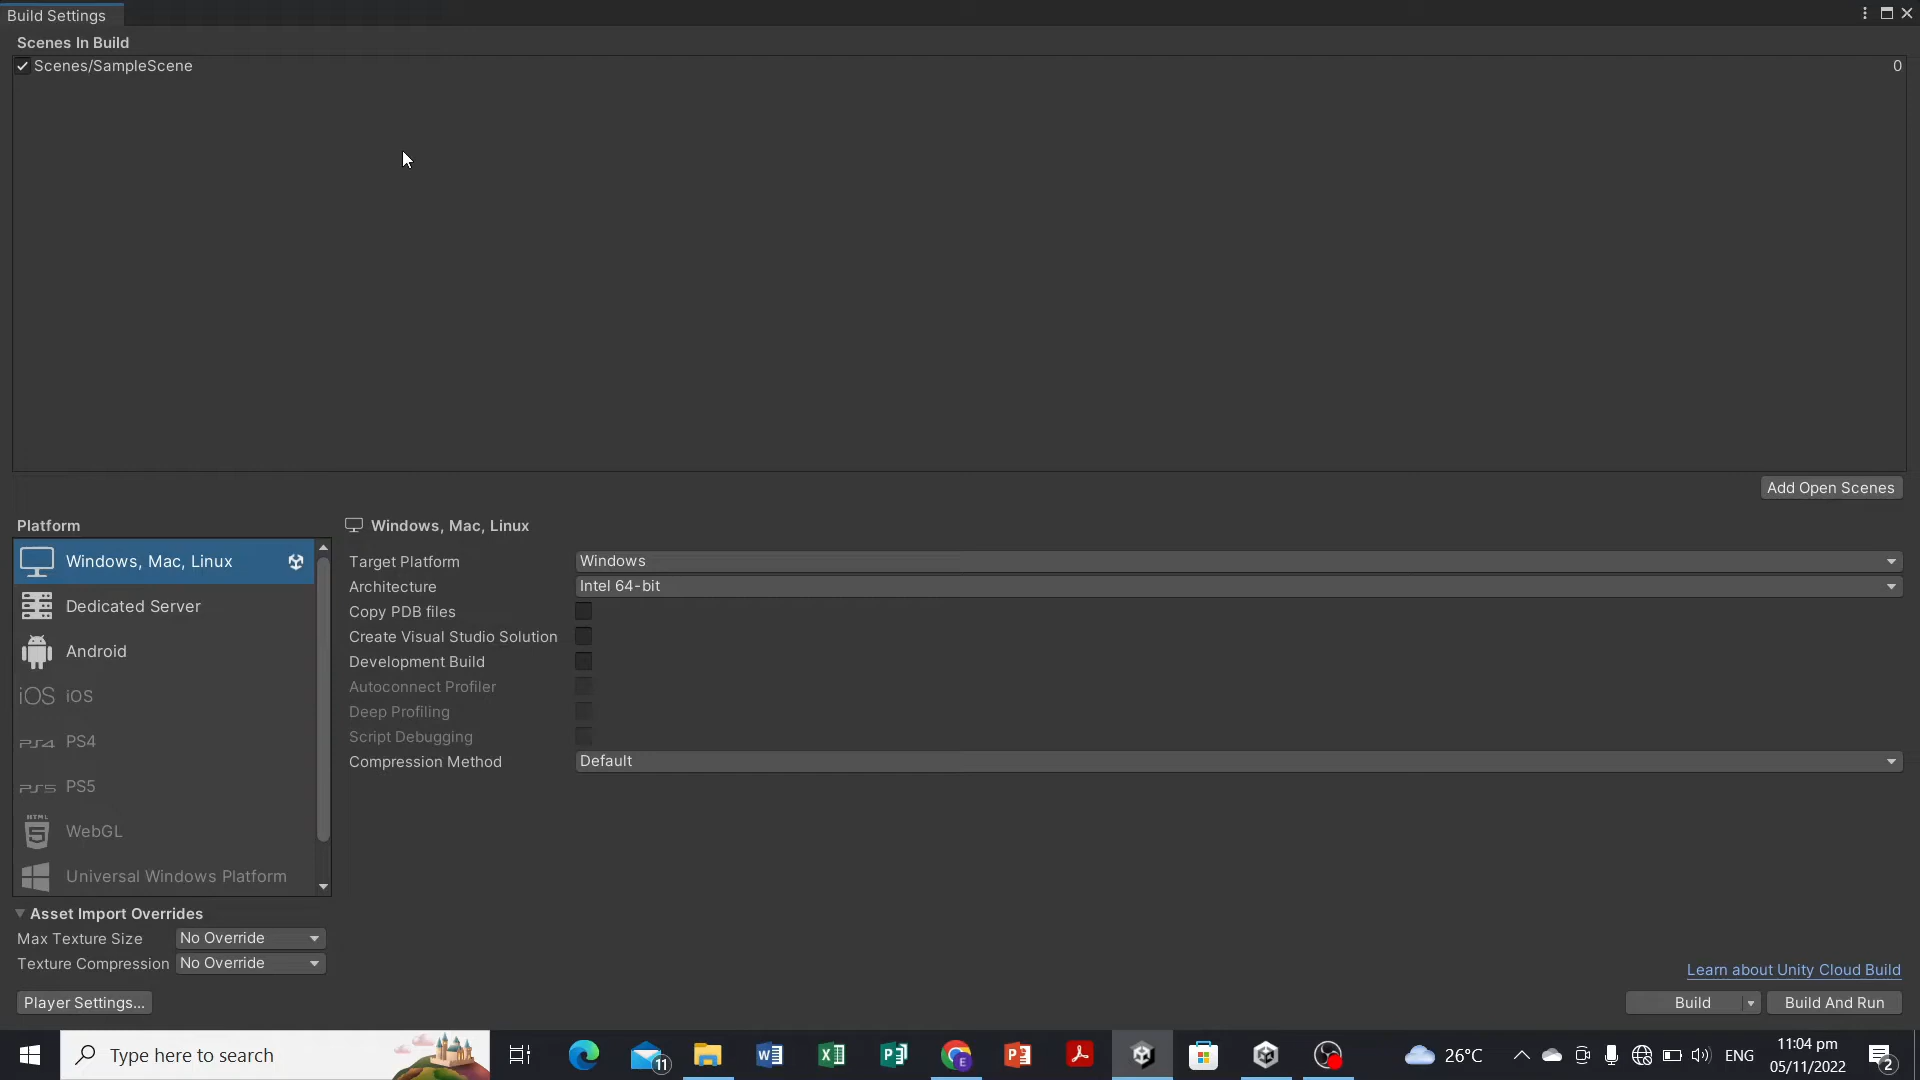 Build Settings
Scenes In Build
Scenes/SampleScene 0
Add Open Scenes
Platform
Windows, Mac, Linux
Dedicated Server
Android
iOS iOS
PS4 PS4
PS5 PS5
HTML 5 WebGL
Universal Windows Platform
Windows, Mac, Linux
Target Platform Windows
Architecture Intel 64-bit
Copy PDB files
Create Visual Studio Solution
Development Build
Autoconnect Profiler
Deep Profiling
Script Debugging
Compression Method Default
Asset Import Overrides
Max Texture Size No Override
Texture Compression No Override
Learn about Unity Cloud Build
Player Settings... Build Build And Run
Type here to search 11 26°C ENG 11:04 pm
05/11/2022 2